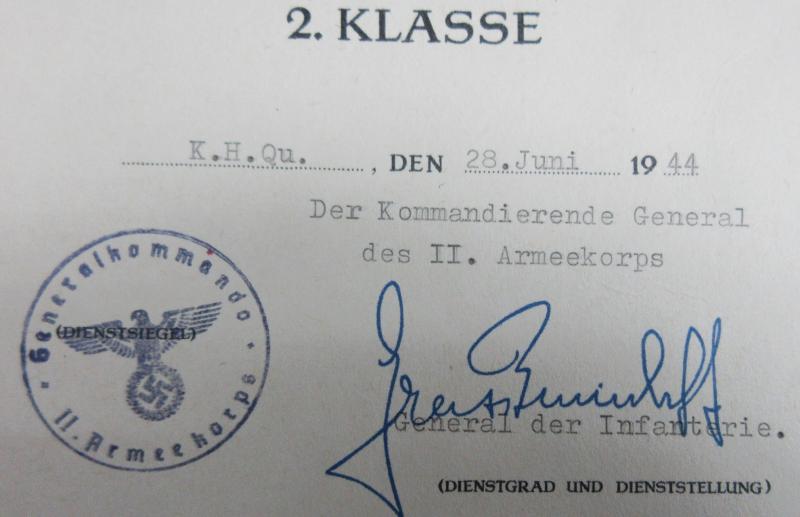 2. KLASSE
K.H.Qu. , DEN 28.Juni 1944
Der Kommandierende General
des II. Armeekorps
Generalkommando
(DIENSTSIEGEL)
II. Armeekorps
General der Infanterie.
(DIENSTGRAD UND DIENSTSTELLUNG)